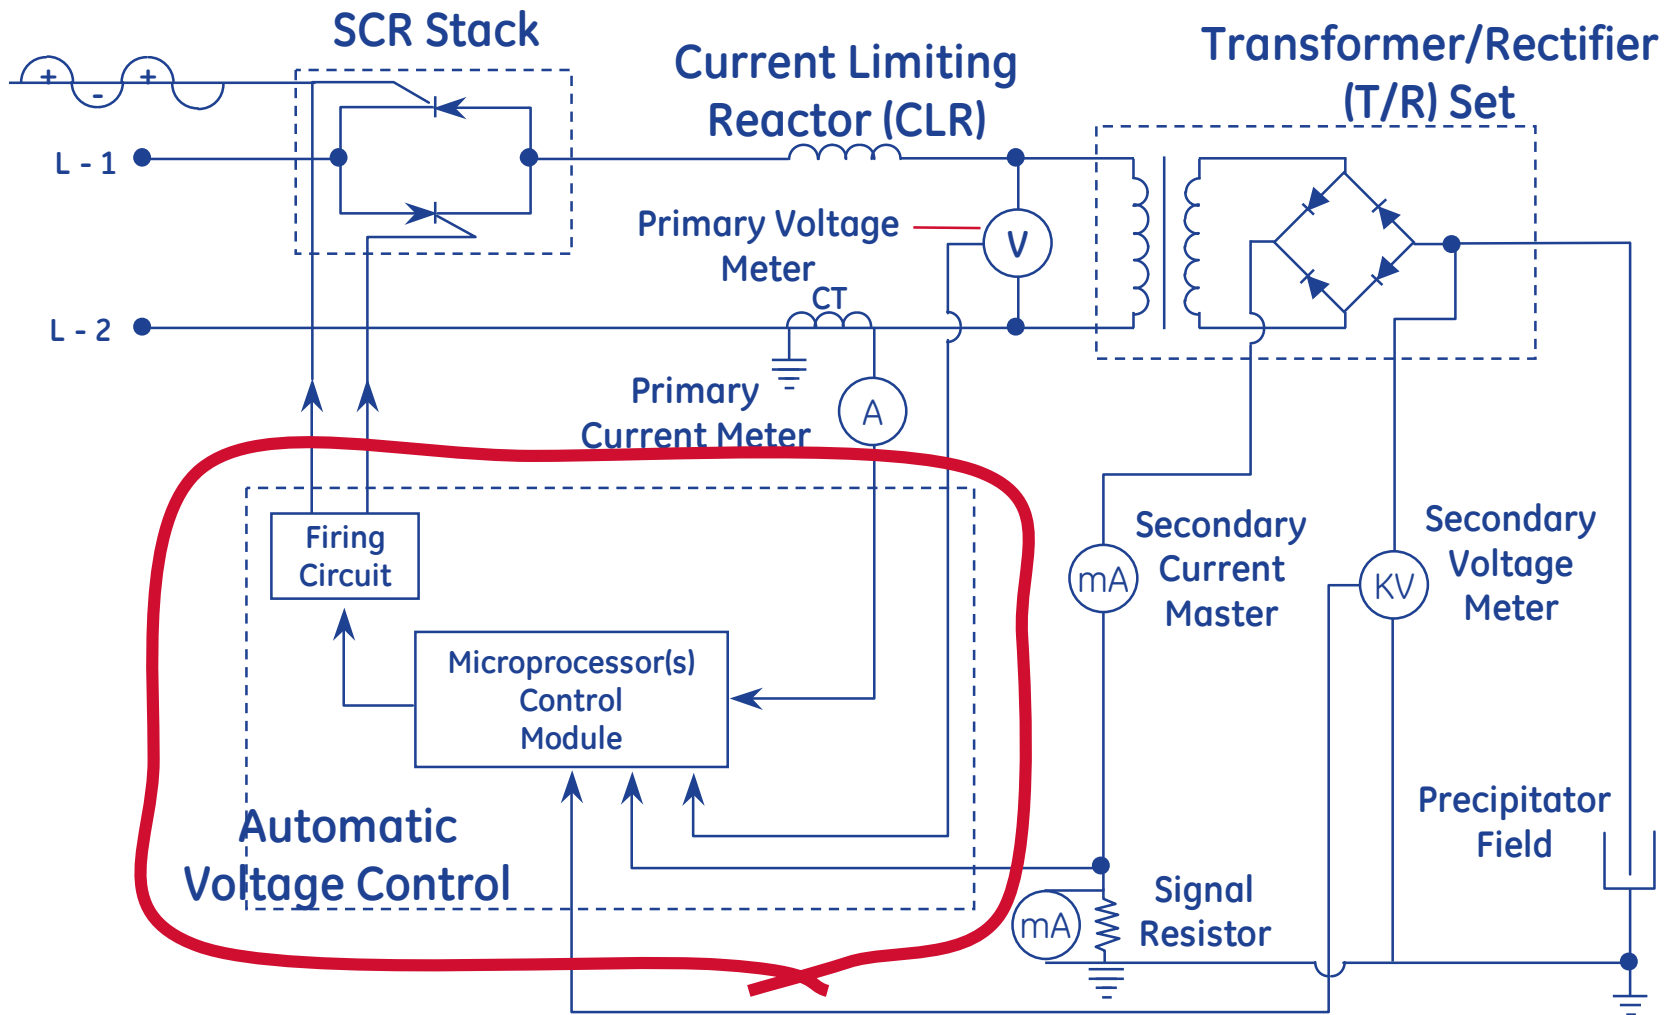 SCR Stack
Current Limiting
Reactor (CLR)
Transformer/Rectifier
(T/R) Set
+
+
-
L - 1
Primary Voltage
Meter
V
CT
L - 2
Primary
Current Meter
A
Firing
Circuit
Microprocessor(s)
Control
Module
Automatic
Voltage Control
mA
Secondary
Current
Master
KV
Secondary
Voltage
Meter
Precipitator
Field
mA
Signal
Resistor